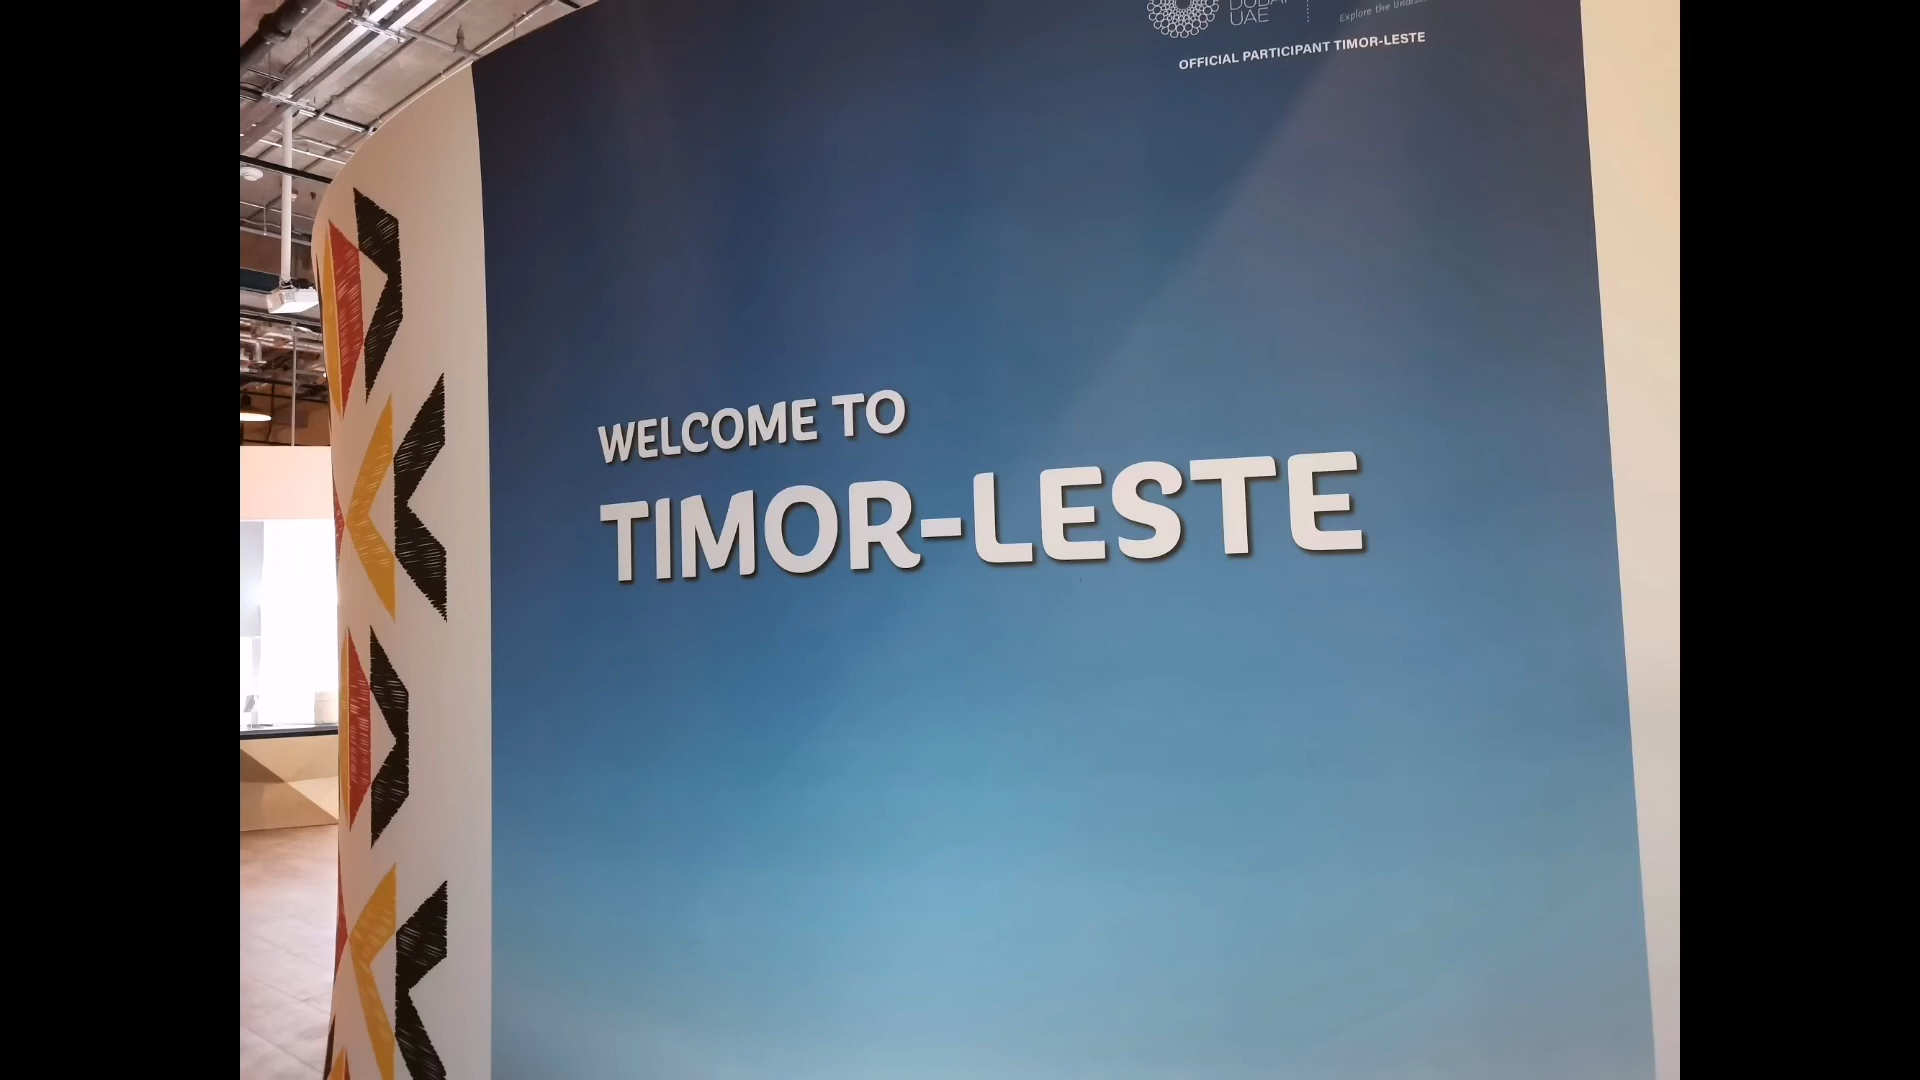 UAE
Explore the
OFFICIAL PARTICIPANT TIMOR-LESTE
WELCOME TO
TIMOR-LESTE